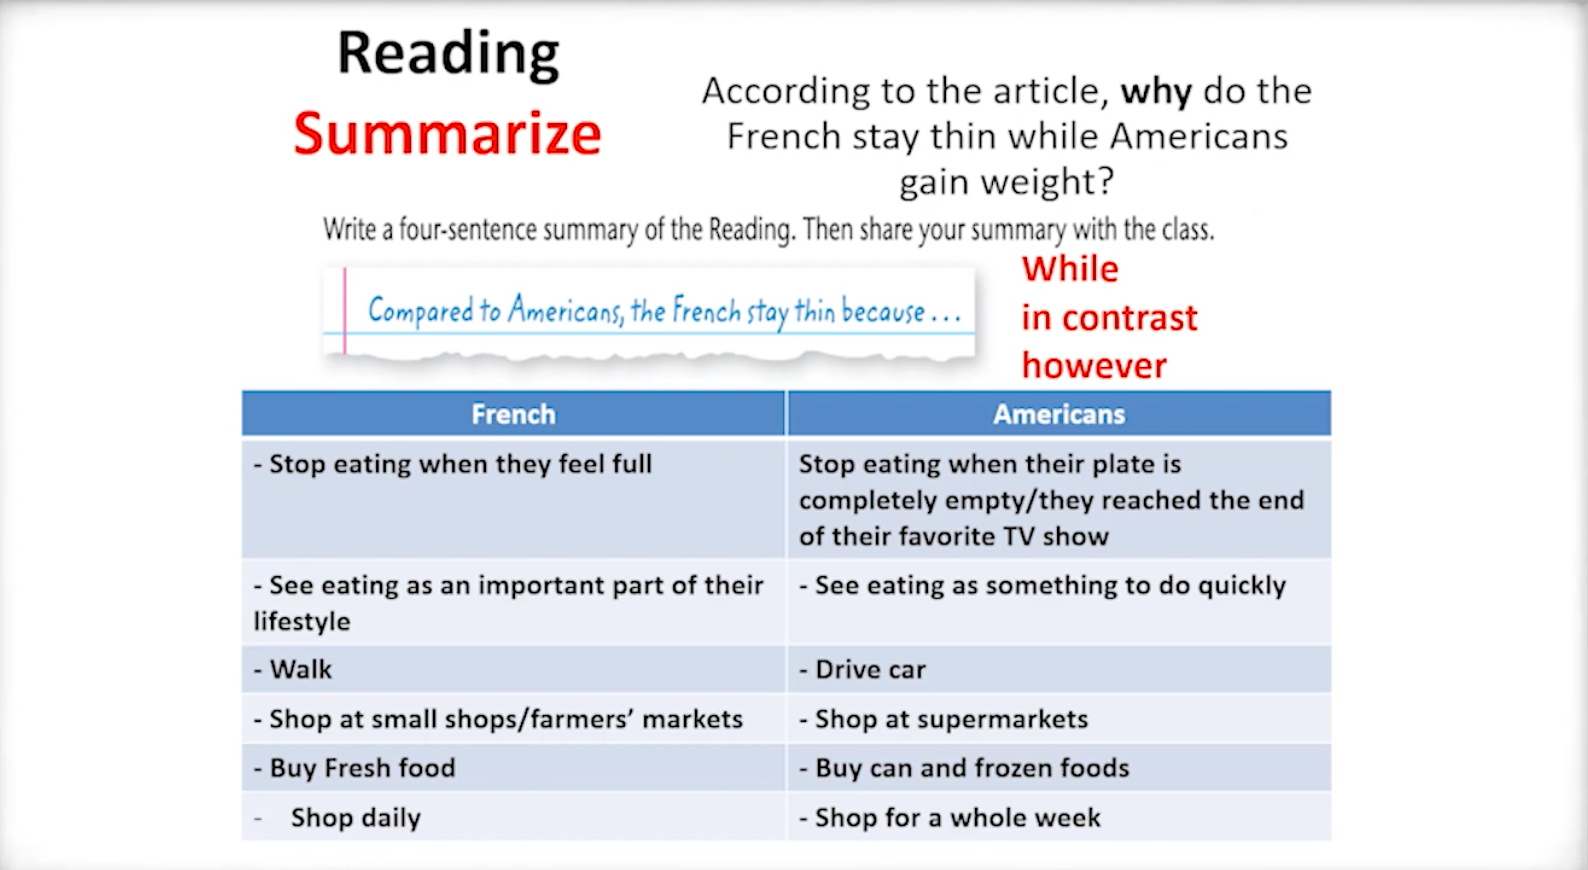 Reading
Summarize
According to the article, why do the
French stay thin while Americans
gain weight?
Write a four-sentence summary of the Reading. Then share your summary with the class.
Compared to Americans, the French stay thin because ...
While
in contrast
however
French
Americans
- Stop eating when they feel full
Stop eating when their plate is
completely empty/they reached the end
of their favorite TV show
- See eating as an important part of their
lifestyle
- See eating as something to do quickly
- Walk
- Drive car
- Shop at small shops/farmers’ markets
- Shop at supermarkets
- Buy Fresh food
- Buy can and frozen foods
- Shop daily
- Shop for a whole week